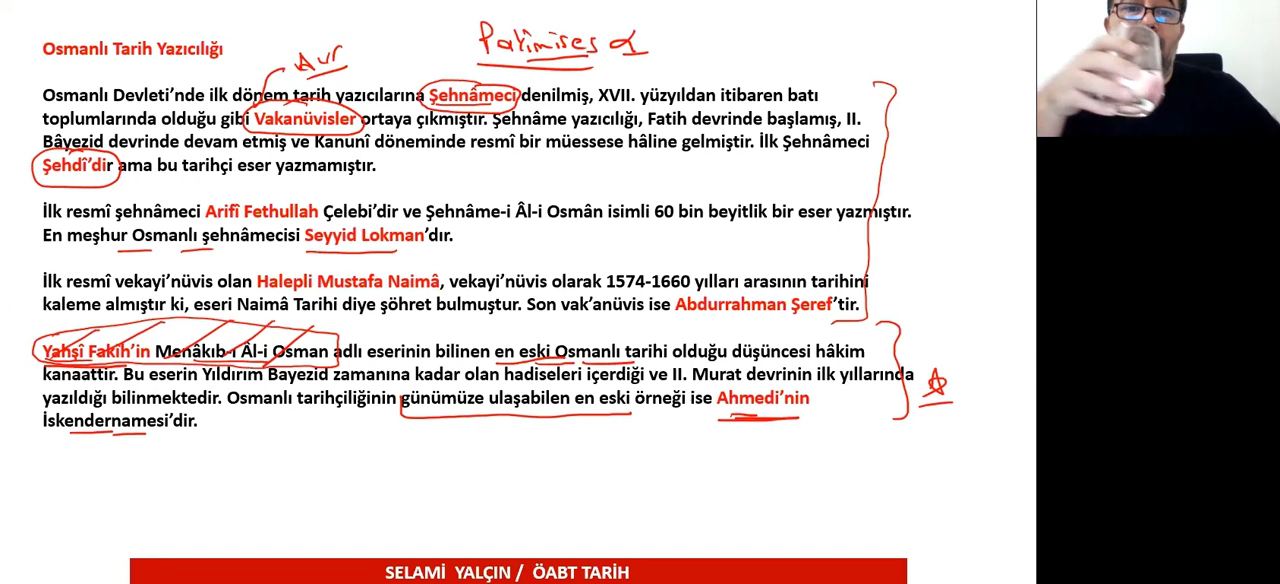 Osmanlı Tarih Yazıcılığı
Avr
Osmanlı Devleti'nde ilk dönem tarih yazıcılarına Şehnâmeci denilmiş, XVII. yüzyıldan itibaren batı
toplumlarında olduğu gibi Vakanüvisler ortaya çıkmıştır. Şehnâme yazıcılığı, Fatih devrinde başlamış, II.
Bâyezid devrinde devam etmiş ve Kanunî döneminde resmî bir müessese hâline gelmiştir. İlk Şehnâmeci
Şehdî'dir ama bu tarihçi eser yazmamıştır.
İlk resmî şehnâmeci Arifî Fethullah Çelebi'dir ve Şehnâme-i Âl-i Osmân isimli 60 bin beyitlik bir eser yazmıştır.
En meşhur Osmanlı şehnâmecisi Seyyid Lokman'dır.
İlk resmî vekayi'nüvis olan Halepli Mustafa Naimâ, vekayi'nüvis olarak 1574-1660 yılları arasının tarihini
kaleme almıştır ki, eseri Naimâ Tarihi diye şöhret bulmuştur. Son vak'anüvis ise Abdurrahman Şeref'tir.
Yahşî Fakîh'in Menâkıb-ı Âl-i Osman adlı eserinin bilinen en eski Osmanlı tarihi olduğu düşüncesi hâkim
kanaattir. Bu eserin Yıldırım Bayezid zamanına kadar olan hadiseleri içerdiği ve II. Murat devrinin ilk yıllarında
yazıldığı bilinmektedir. Osmanlı tarihçiliğinin günümüze ulaşabilen en eski örneği ise Ahmedi'nin
İskendernamesi'dir.
SELAMİ YALÇIN / ÖABT TARİH